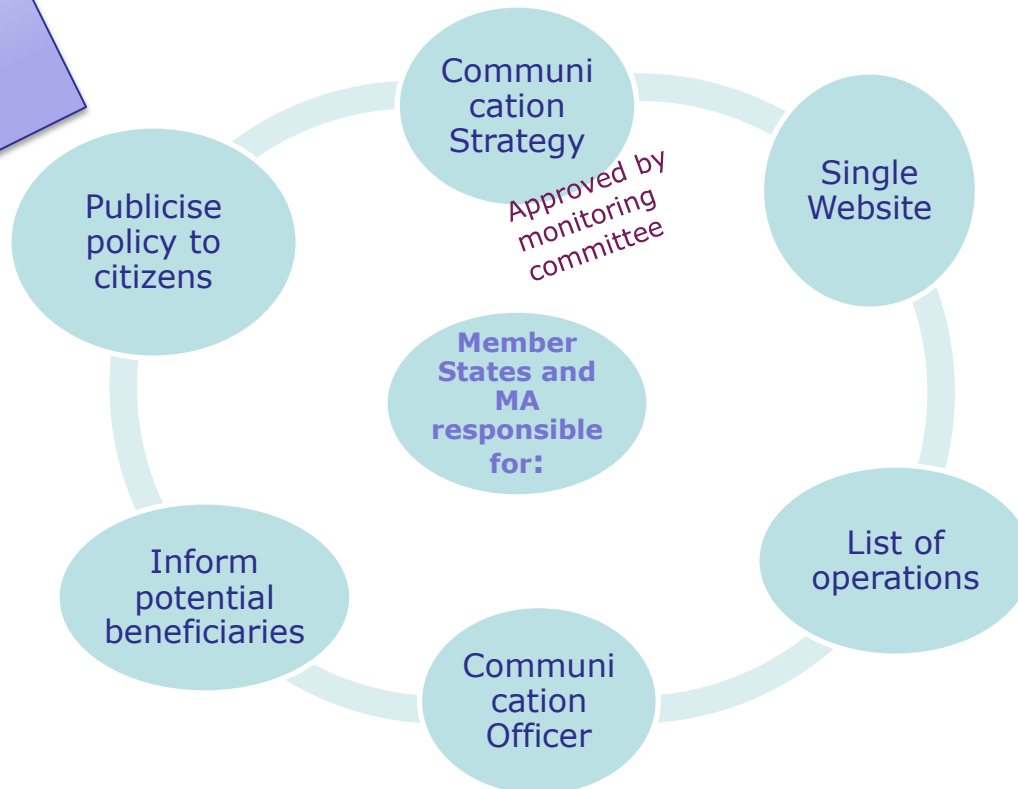 Communi
cation
Strategy
Approved by
monitoring
committee
Single
Website
Publicise
policy to
citizens
Member
States and
MA
responsible
for:
List of
operations
Inform
potential
beneficiaries
Communi
cation
Officer